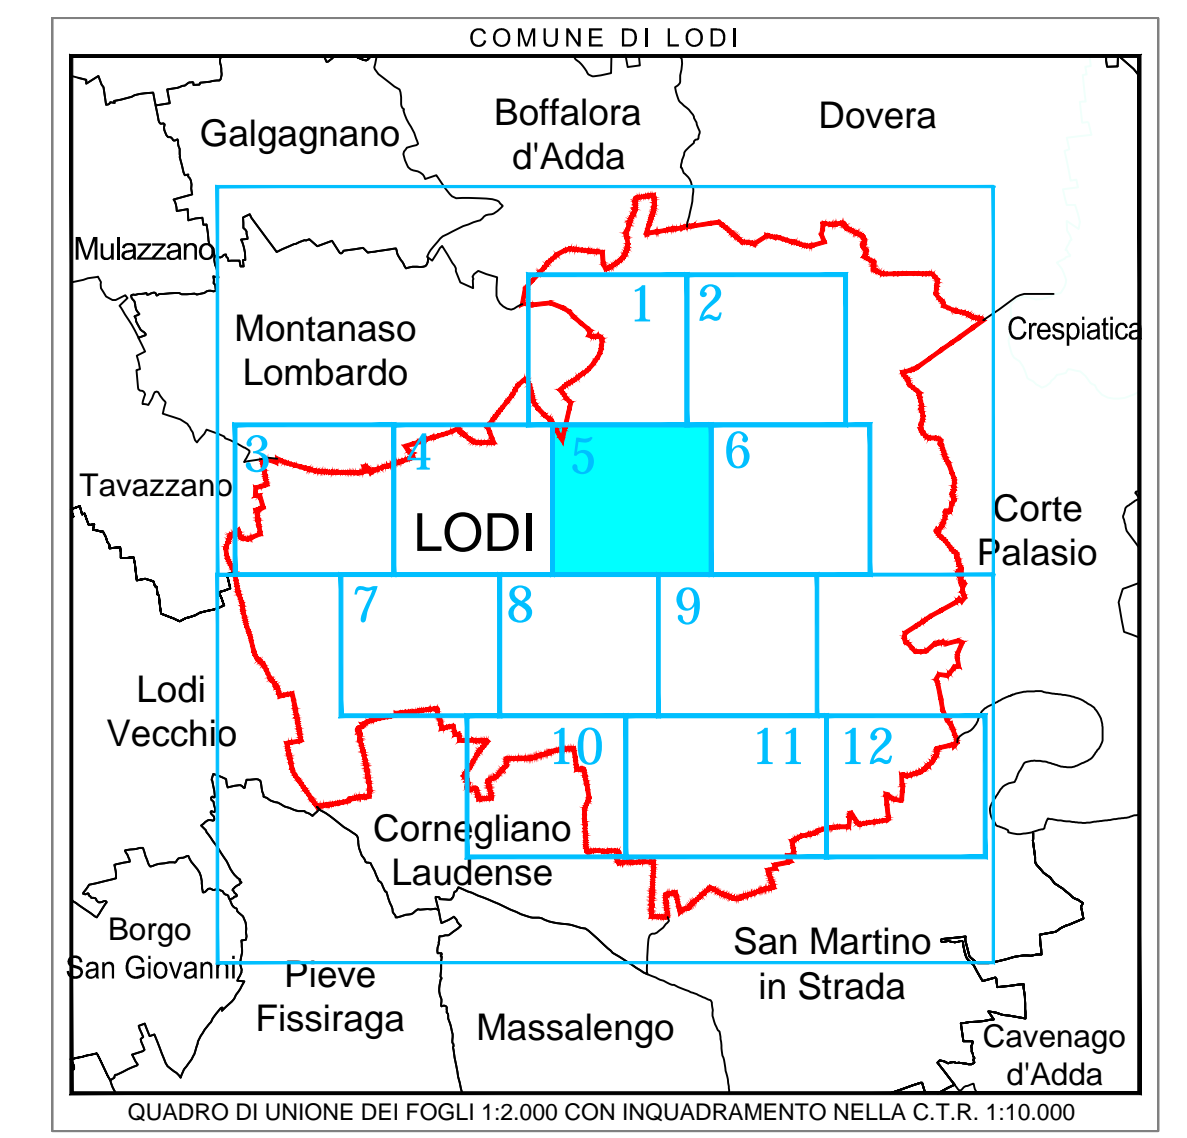 COMUNE DI LODI
Galgagnano
Boffalora
d'Adda
Dovera
Mulazzano
Montanaso
Lombardo
1
2
Crespiatica
3
4
5
6
Tavazzano
LODI
Corte
Palasio
7
8
9
Lodi
Vecchio
10
11
12
Cornegliano
Laudense
Borgo
San Giovanni
Pieve
Fissiraga
Massalengo
San Martino
in Strada
Cavenago
d'Adda
QUADRO DI UNIONE DEI FOGLI 1:2.000 CON INQUADRAMENTO NELLA C.T.R. 1:10.000